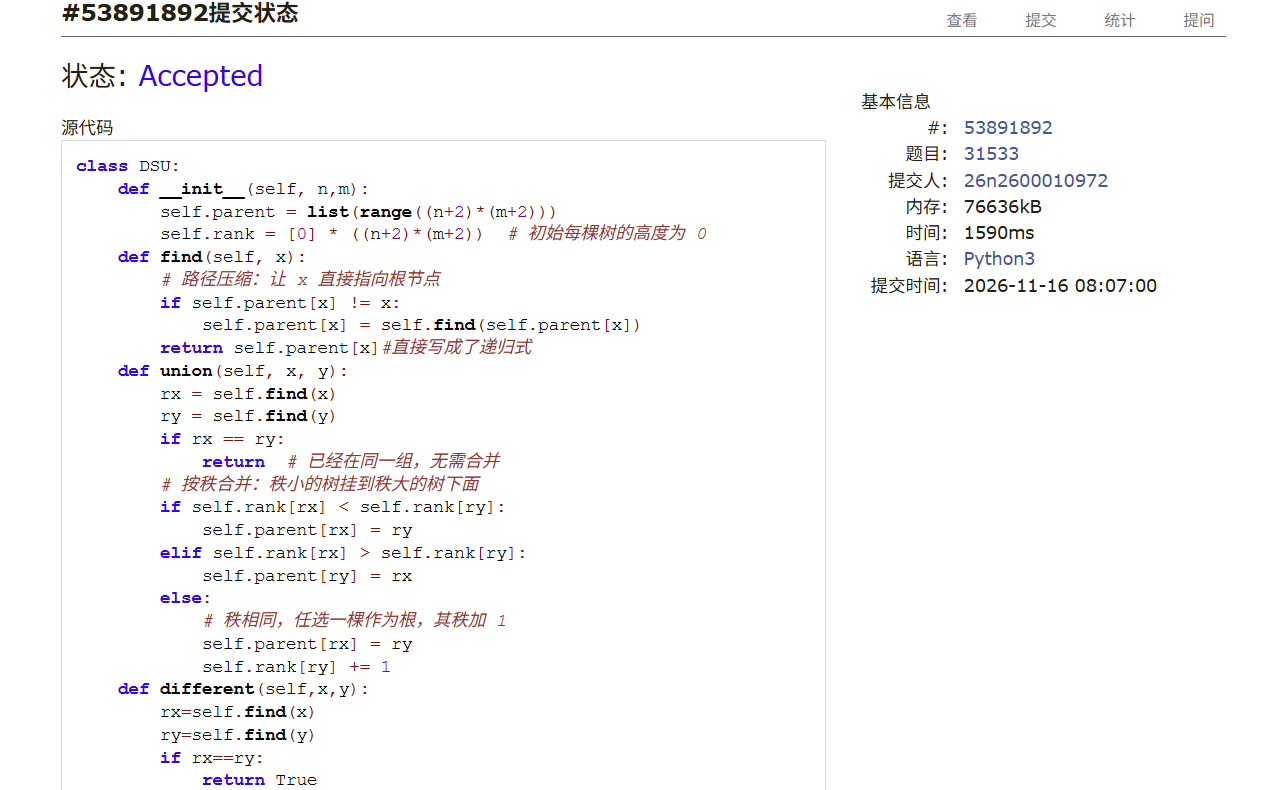 #53891892提交状态
查看 提交 统计 提问
状态: Accepted
源代码
class DSU:
    def __init__(self, n,m):
        self.parent = list(range((n+2)*(m+2)))
        self.rank = [0] * ((n+2)*(m+2))  # 初始每棵树的高度为 0
    def find(self, x):
        # 路径压缩：让 x 直接指向根节点
        if self.parent[x] != x:
            self.parent[x] = self.find(self.parent[x])
        return self.parent[x]#直接写成了递归式
    def union(self, x, y):
        rx = self.find(x)
        ry = self.find(y)
        if rx == ry:
            return  # 已经在同一组，无需合并
        # 按秩合并：秩小的树挂到秩大的树下面
        if self.rank[rx] < self.rank[ry]:
            self.parent[rx] = ry
        elif self.rank[rx] > self.rank[ry]:
            self.parent[ry] = rx
        else:
            # 秩相同，任选一棵作为根，其秩加 1
            self.parent[rx] = ry
            self.rank[ry] += 1
    def different(self,x,y):
        rx=self.find(x)
        ry=self.find(y)
        if rx==ry:
            return True
基本信息
#: 53891892
题目: 31533
提交人: 26n2600010972
内存: 76636kB
时间: 1590ms
语言: Python3
提交时间: 2026-11-16 08:07:00